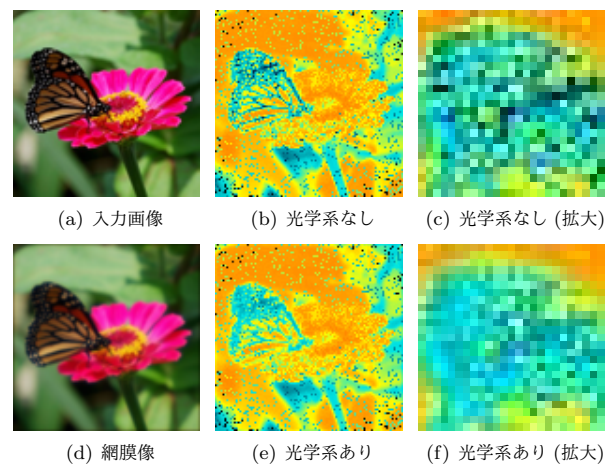 (a) 入力画像
(b) 光学系なし
(c) 光学系なし (拡大)
(d) 網膜像
(e) 光学系あり
(f) 光学系あり (拡大)